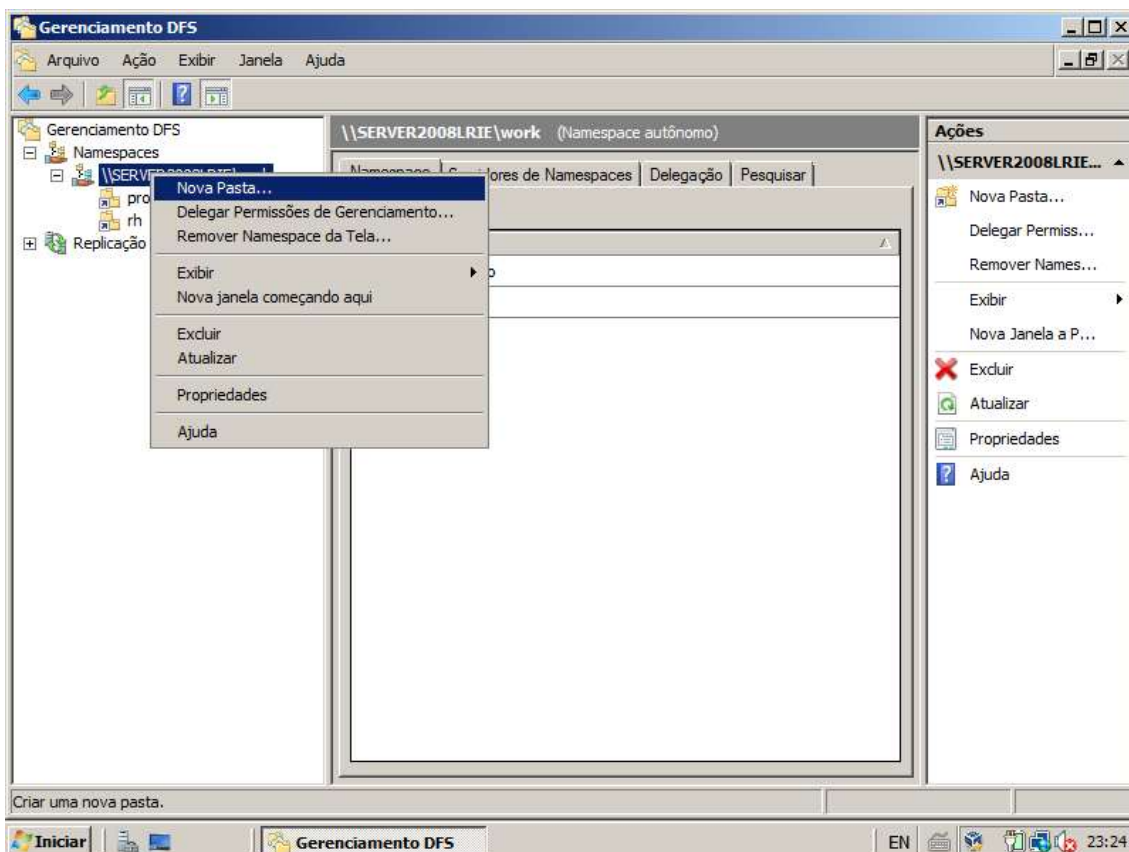 Gerenciamento DFS
Arquivo Ação Exibir Janela Ajuda
Gerenciamento DFS
Namespaces
rh
Replicação
\\SERVER2008LRIE\work (Namespace autônomo)
Delegação
Pesquisar
Nova Pasta...
Delegar Permissões de Gerenciamento...
Remover Namespace da Tela...
Exibir
Nova janela começando aqui
Excluir
Atualizar
Propriedades
Ajuda
Ações
\\SERVER2008LRIE...
Nova Pasta...
Delegar Permiss...
Remover Names...
Exibir
Nova Janela a P...
Excluir
Atualizar
Propriedades
Ajuda
Criar uma nova pasta.
Iniciar
Gerenciamento DFS
EN
23:24